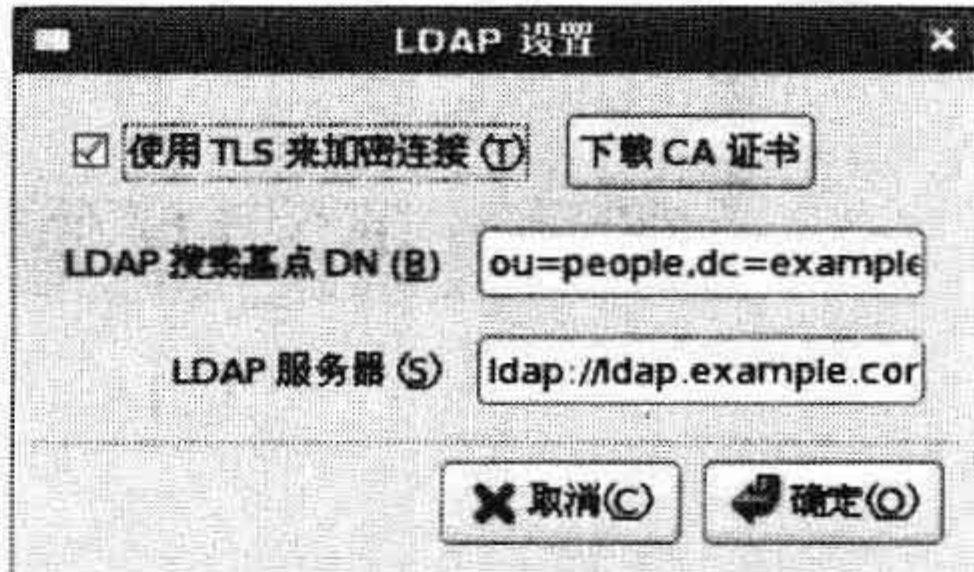 LDAP 设置
使用 TLS 来加密连接 (T) 下载 CA 证书
LDAP 搜索基点 DN (B) ou=people,dc=example
LDAP 服务器 (S) ldap://ldap.example.cor
取消(C) 确定(O)